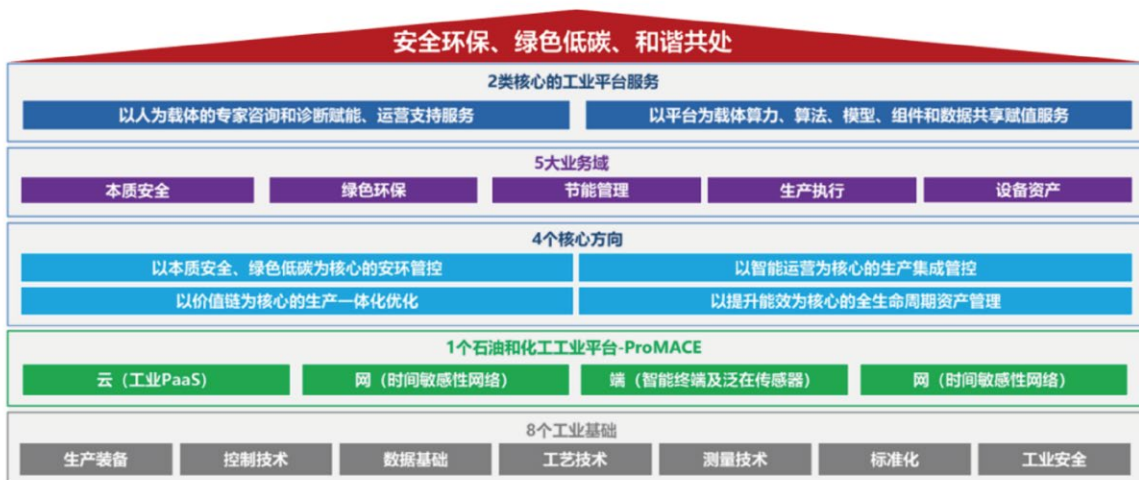 安全环保、绿色低碳、和谐共处
2类核心的工业平台服务
以人为载体的专家咨询和诊断赋能、运营支持服务
以平台为载体算力、算法、模型、组件和数据共享赋值服务
5大业务域
本质安全
绿色环保
节能管理
生产执行
设备资产
4个核心方向
以本质安全、绿色低碳为核心的安环管控
以智能运营为核心的生产集成管控
以价值链为核心的生产一体化优化
以提升能效为核心的全生命周期资产管理
1个石油和化工工业平台-ProMACE
云（工业PaaS）
网（时间敏感性网络）
端（智能终端及泛在传感器）
网（时间敏感性网络）
8个工业基础
生产装备
控制技术
数据基础
工艺技术
测量技术
标准化
工业安全